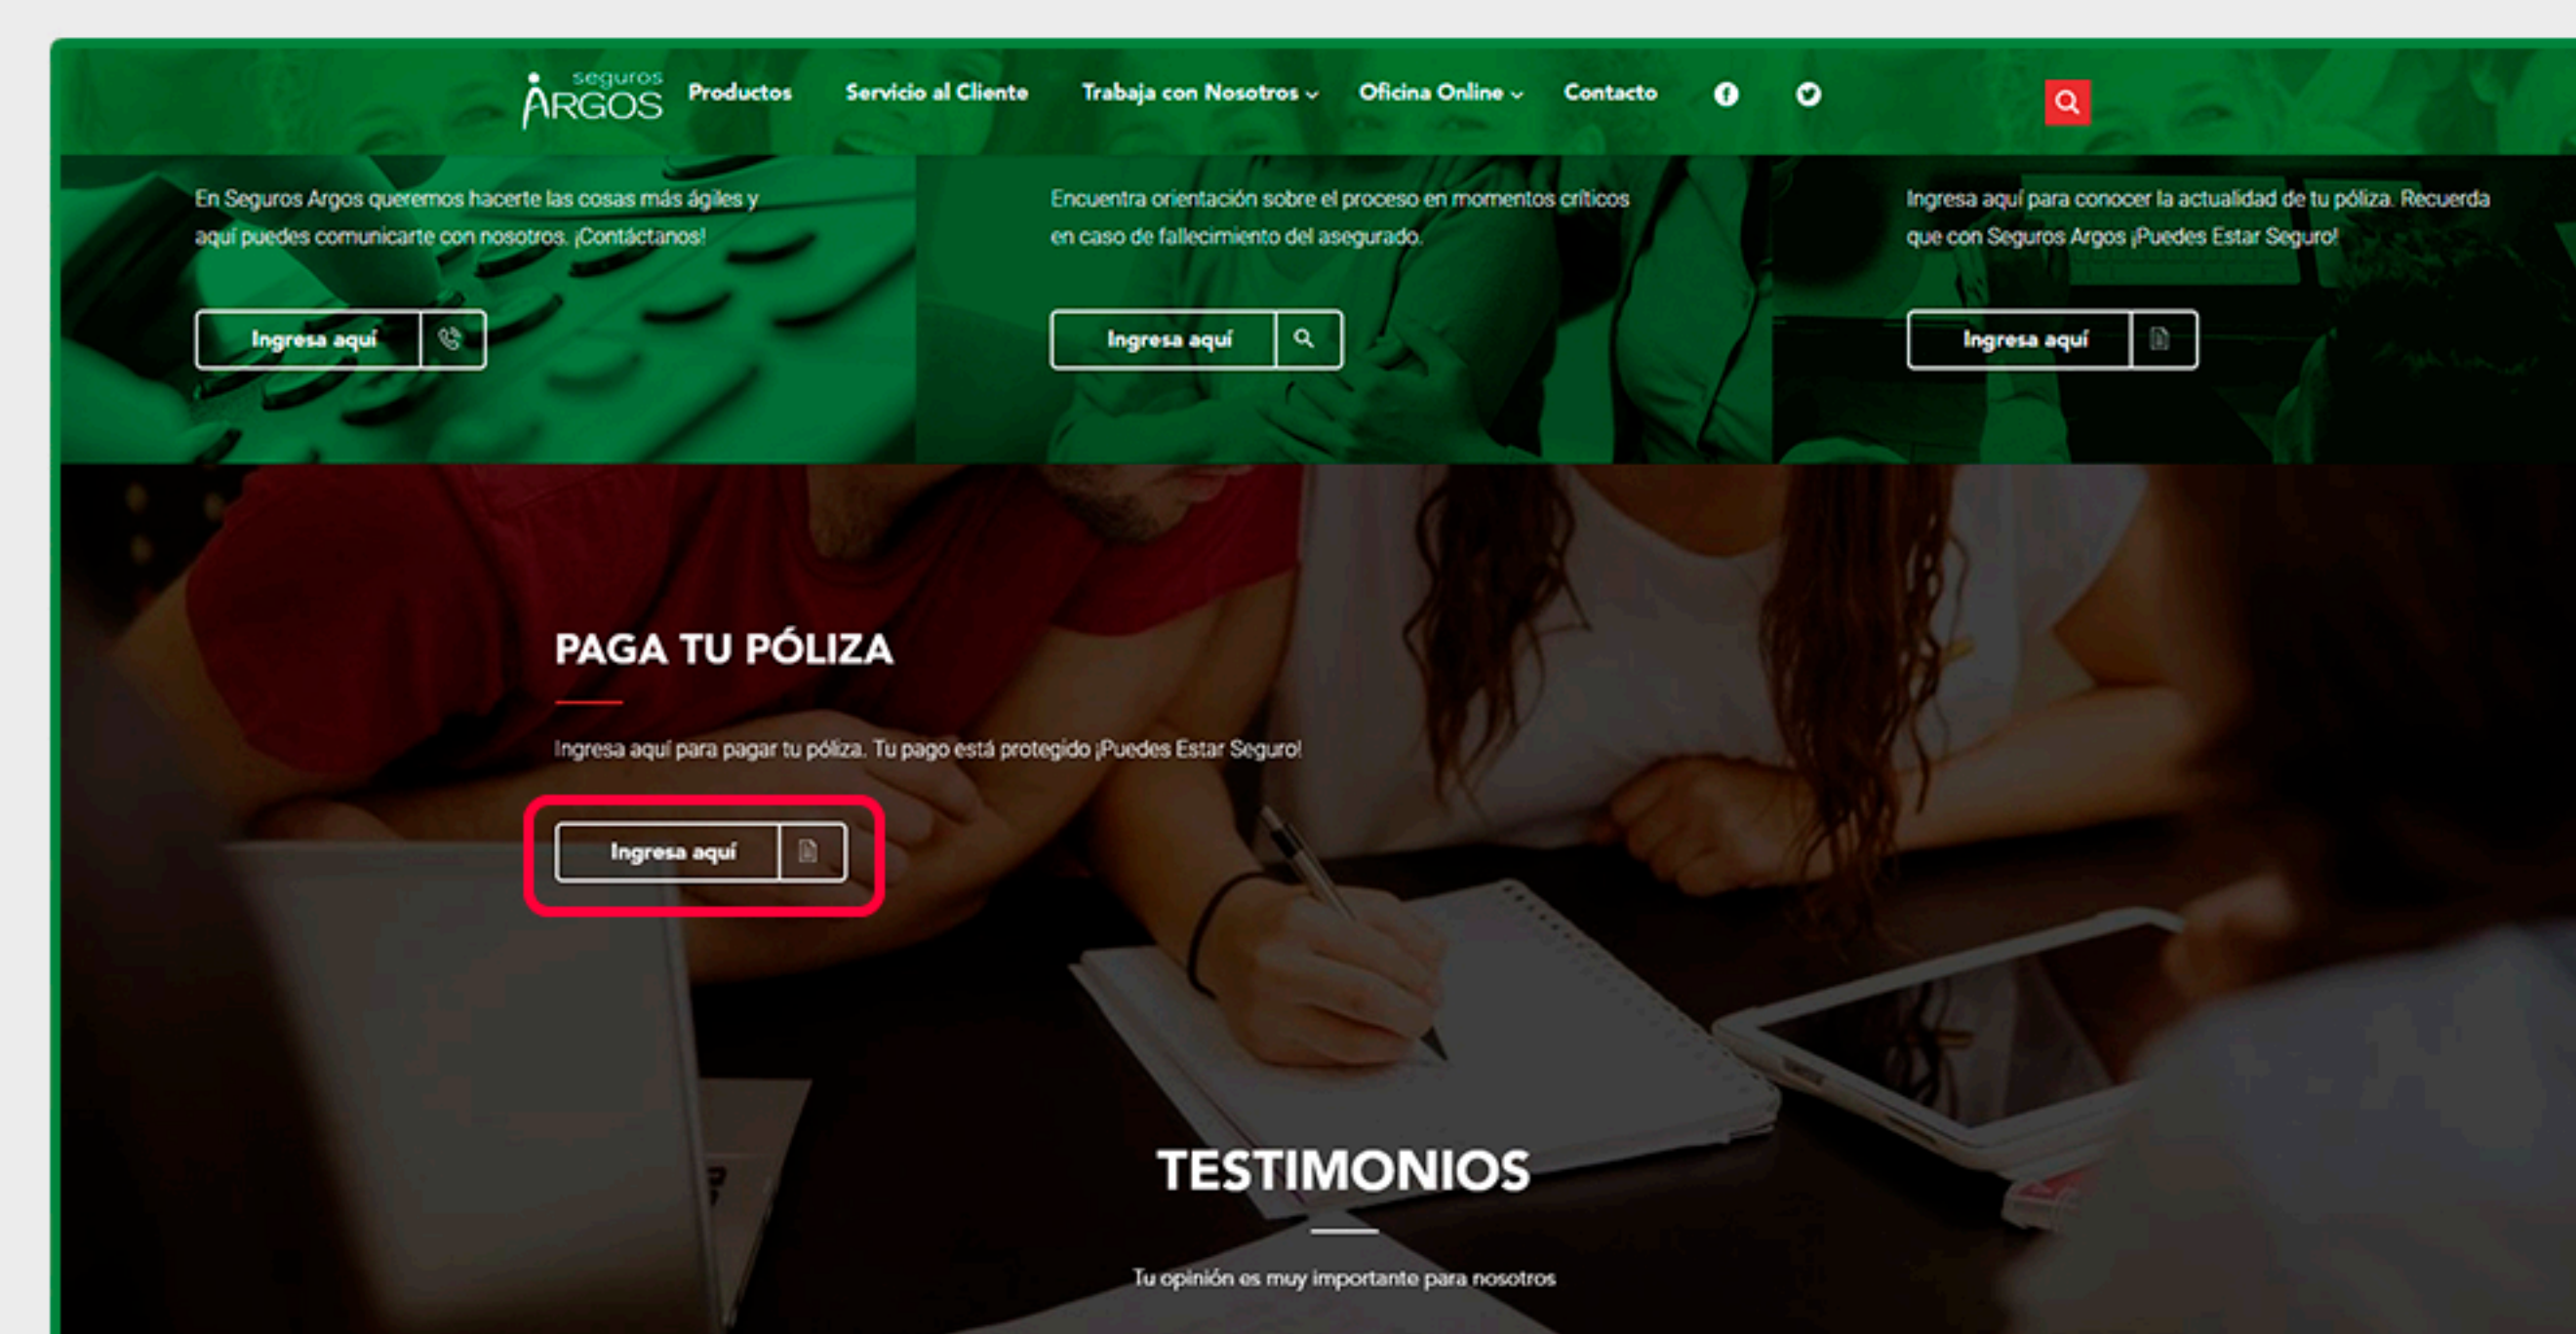 seguros
ARGOS
Productos
Servicio al Cliente
Trabaja con Nosotros
Oficina Online
Contacto
En Seguros Argos queremos hacerte las cosas más ágiles y
aquí puedes comunicarte con nosotros. ¡Contáctanos!
Ingresa aquí
Encuentra orientación sobre el proceso en momentos críticos
en caso de fallecimiento del asegurado.
Ingresa aquí
Ingresa aquí para conocer la actualidad de tu póliza. Recuerda
que con Seguros Argos ¡Puedes Estar Seguro!
Ingresa aquí
PAGA TU PÓLIZA
Ingresa aquí para pagar tu póliza. Tu pago está protegido ¡Puedes Estar Seguro!
Ingresa aquí
TESTIMONIOS
Tu opinión es muy importante para nosotros